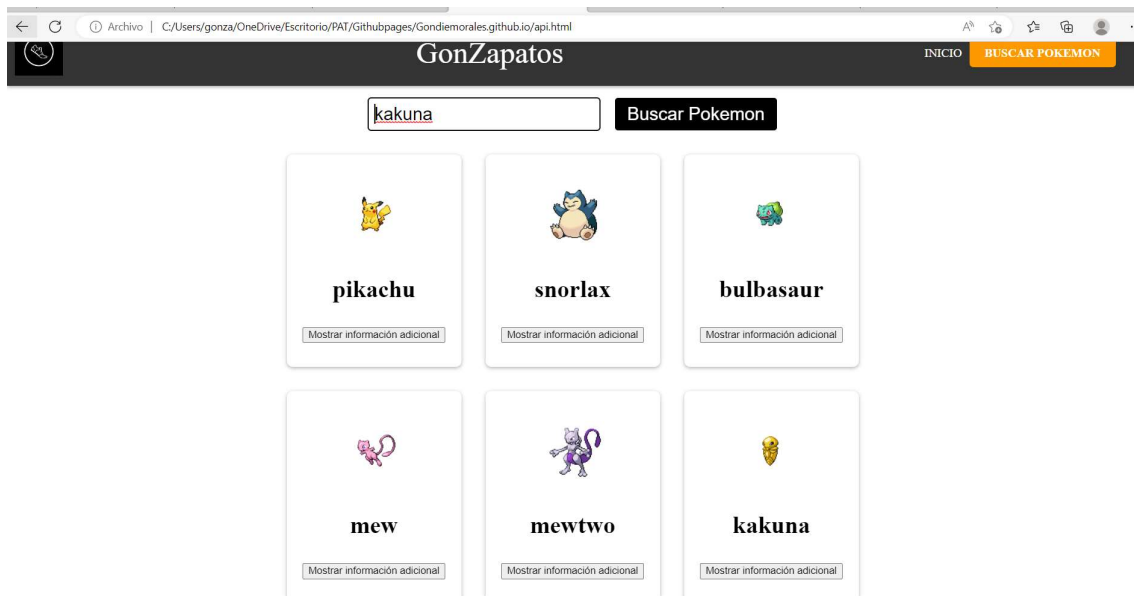 Archivo | C:/Users/gonza/OneDrive/Escritorio/PAT/Githubpages/Gondiemorales.github.io/api.html
GonZapatos
INICIO BUSCAR POKEMON
kakuna Buscar Pokemon
pikachu snorlax bulbasaur
Mostrar información adicional Mostrar información adicional Mostrar información adicional
mew mewtwo kakuna
Mostrar información adicional Mostrar información adicional Mostrar información adicional